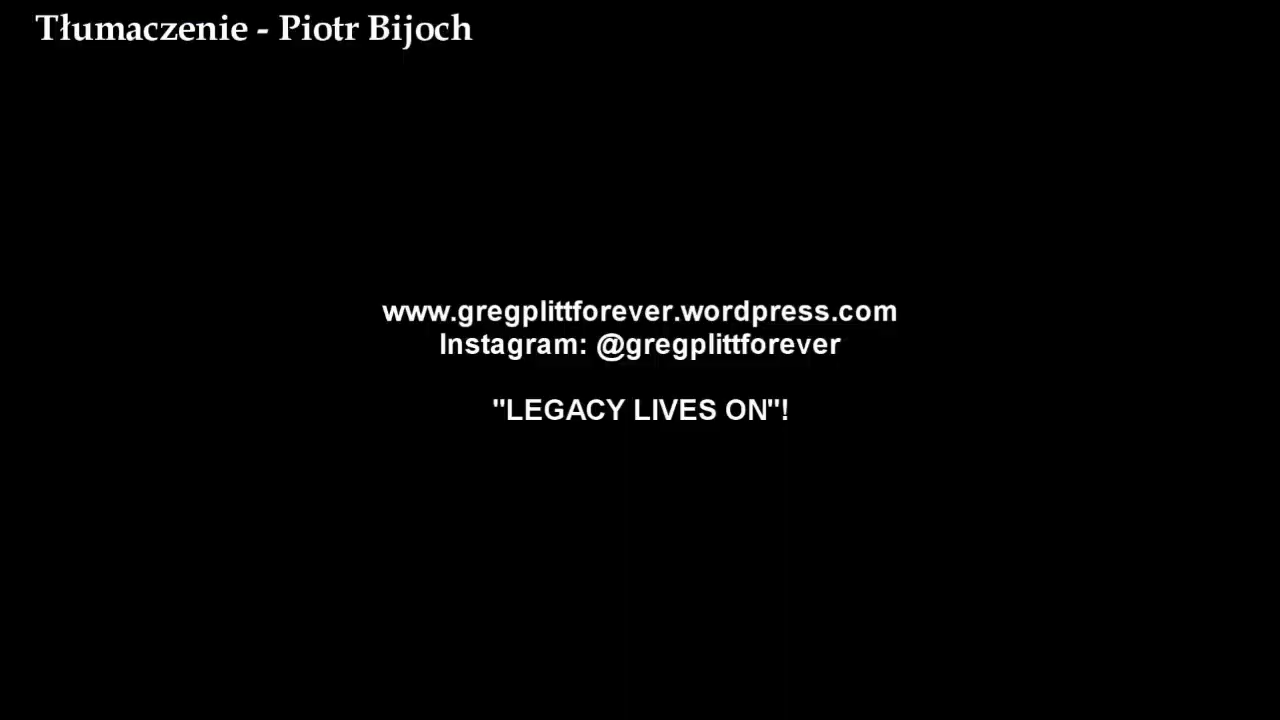 Tłumaczenie - Piotr Bijoch
www.gregplittforever.wordpress.com
Instagram: @gregplittforever
"LEGACY LIVES ON"!